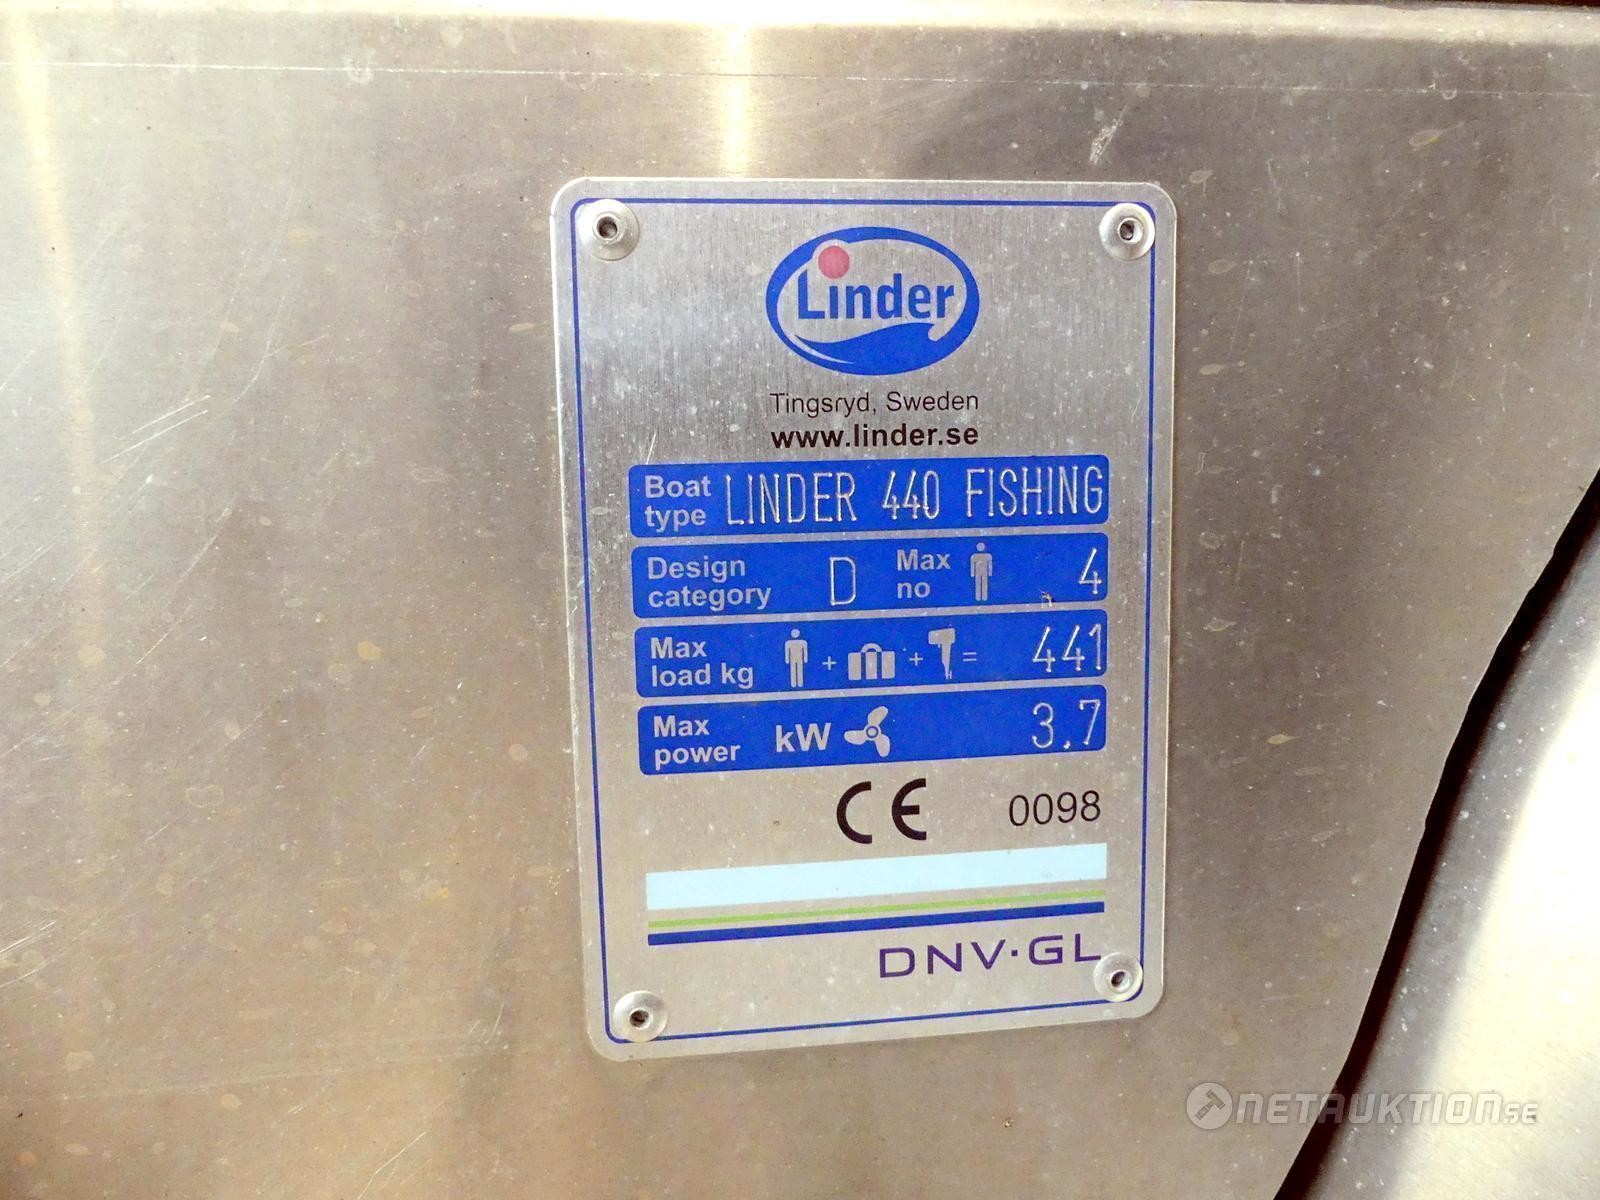 Linder
Tingsryd, Sweden
www.linder.se
Boat type LINDER 440 FISHING
Design category D Max no 4
Max load kg + + = 441
Max power kW 3.7
CE 0098
DNV·GL
NETAUKTION.SE